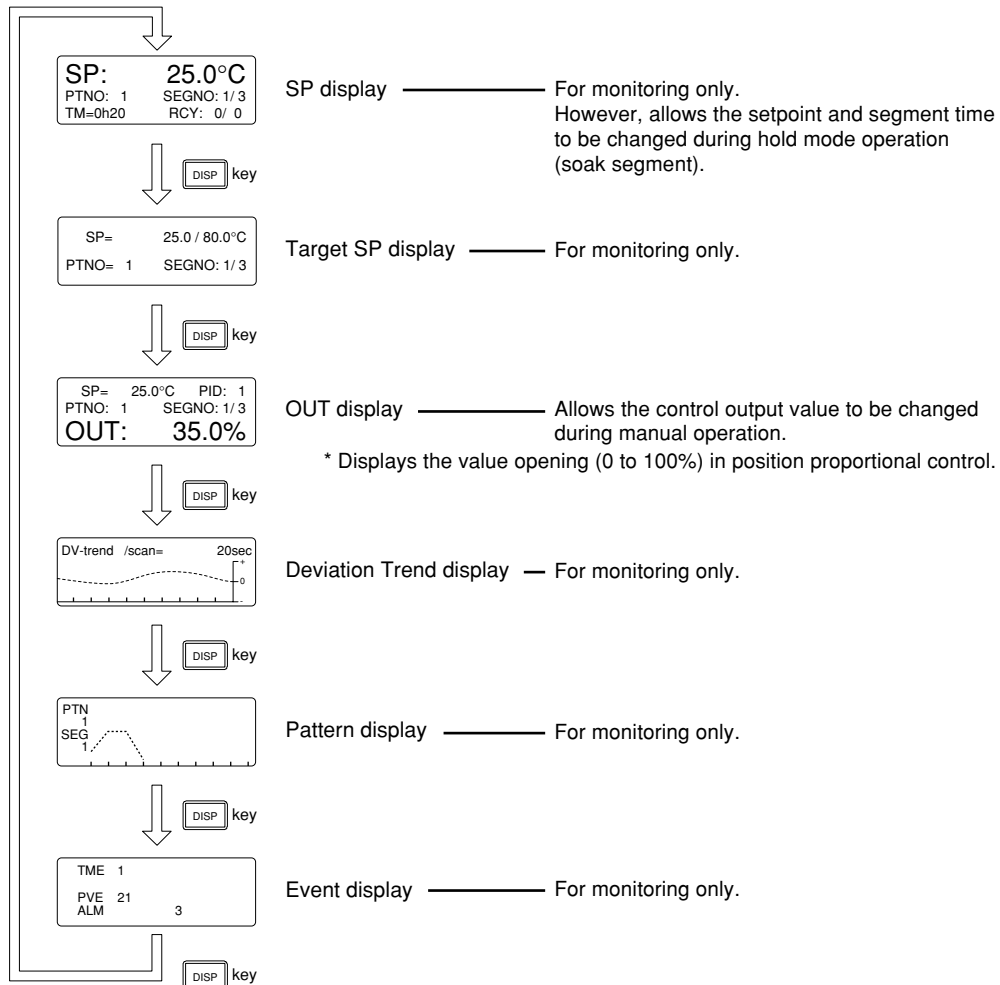 SP: 25.0°C
PTNO: 1 SEGNO: 1/ 3
TM=0h20 RCY: 0/ 0
SP display For monitoring only.
However, allows the setpoint and segment time
to be changed during hold mode operation
(soak segment).
DISP key
SP= 25.0 / 80.0°C
PTNO= 1 SEGNO: 1/ 3
Target SP display For monitoring only.
DISP key
SP= 25.0°C PID: 1
PTNO: 1 SEGNO: 1/ 3
OUT: 35.0%
OUT display Allows the control output value to be changed
during manual operation.
* Displays the value opening (0 to 100%) in position proportional control.
DISP key
DV-trend /scan= 20sec
+
0
-
Deviation Trend display For monitoring only.
DISP key
PTN
1
SEG
1
Pattern display For monitoring only.
DISP key
TME 1
PVE 21
ALM 3
Event display For monitoring only.
DISP key